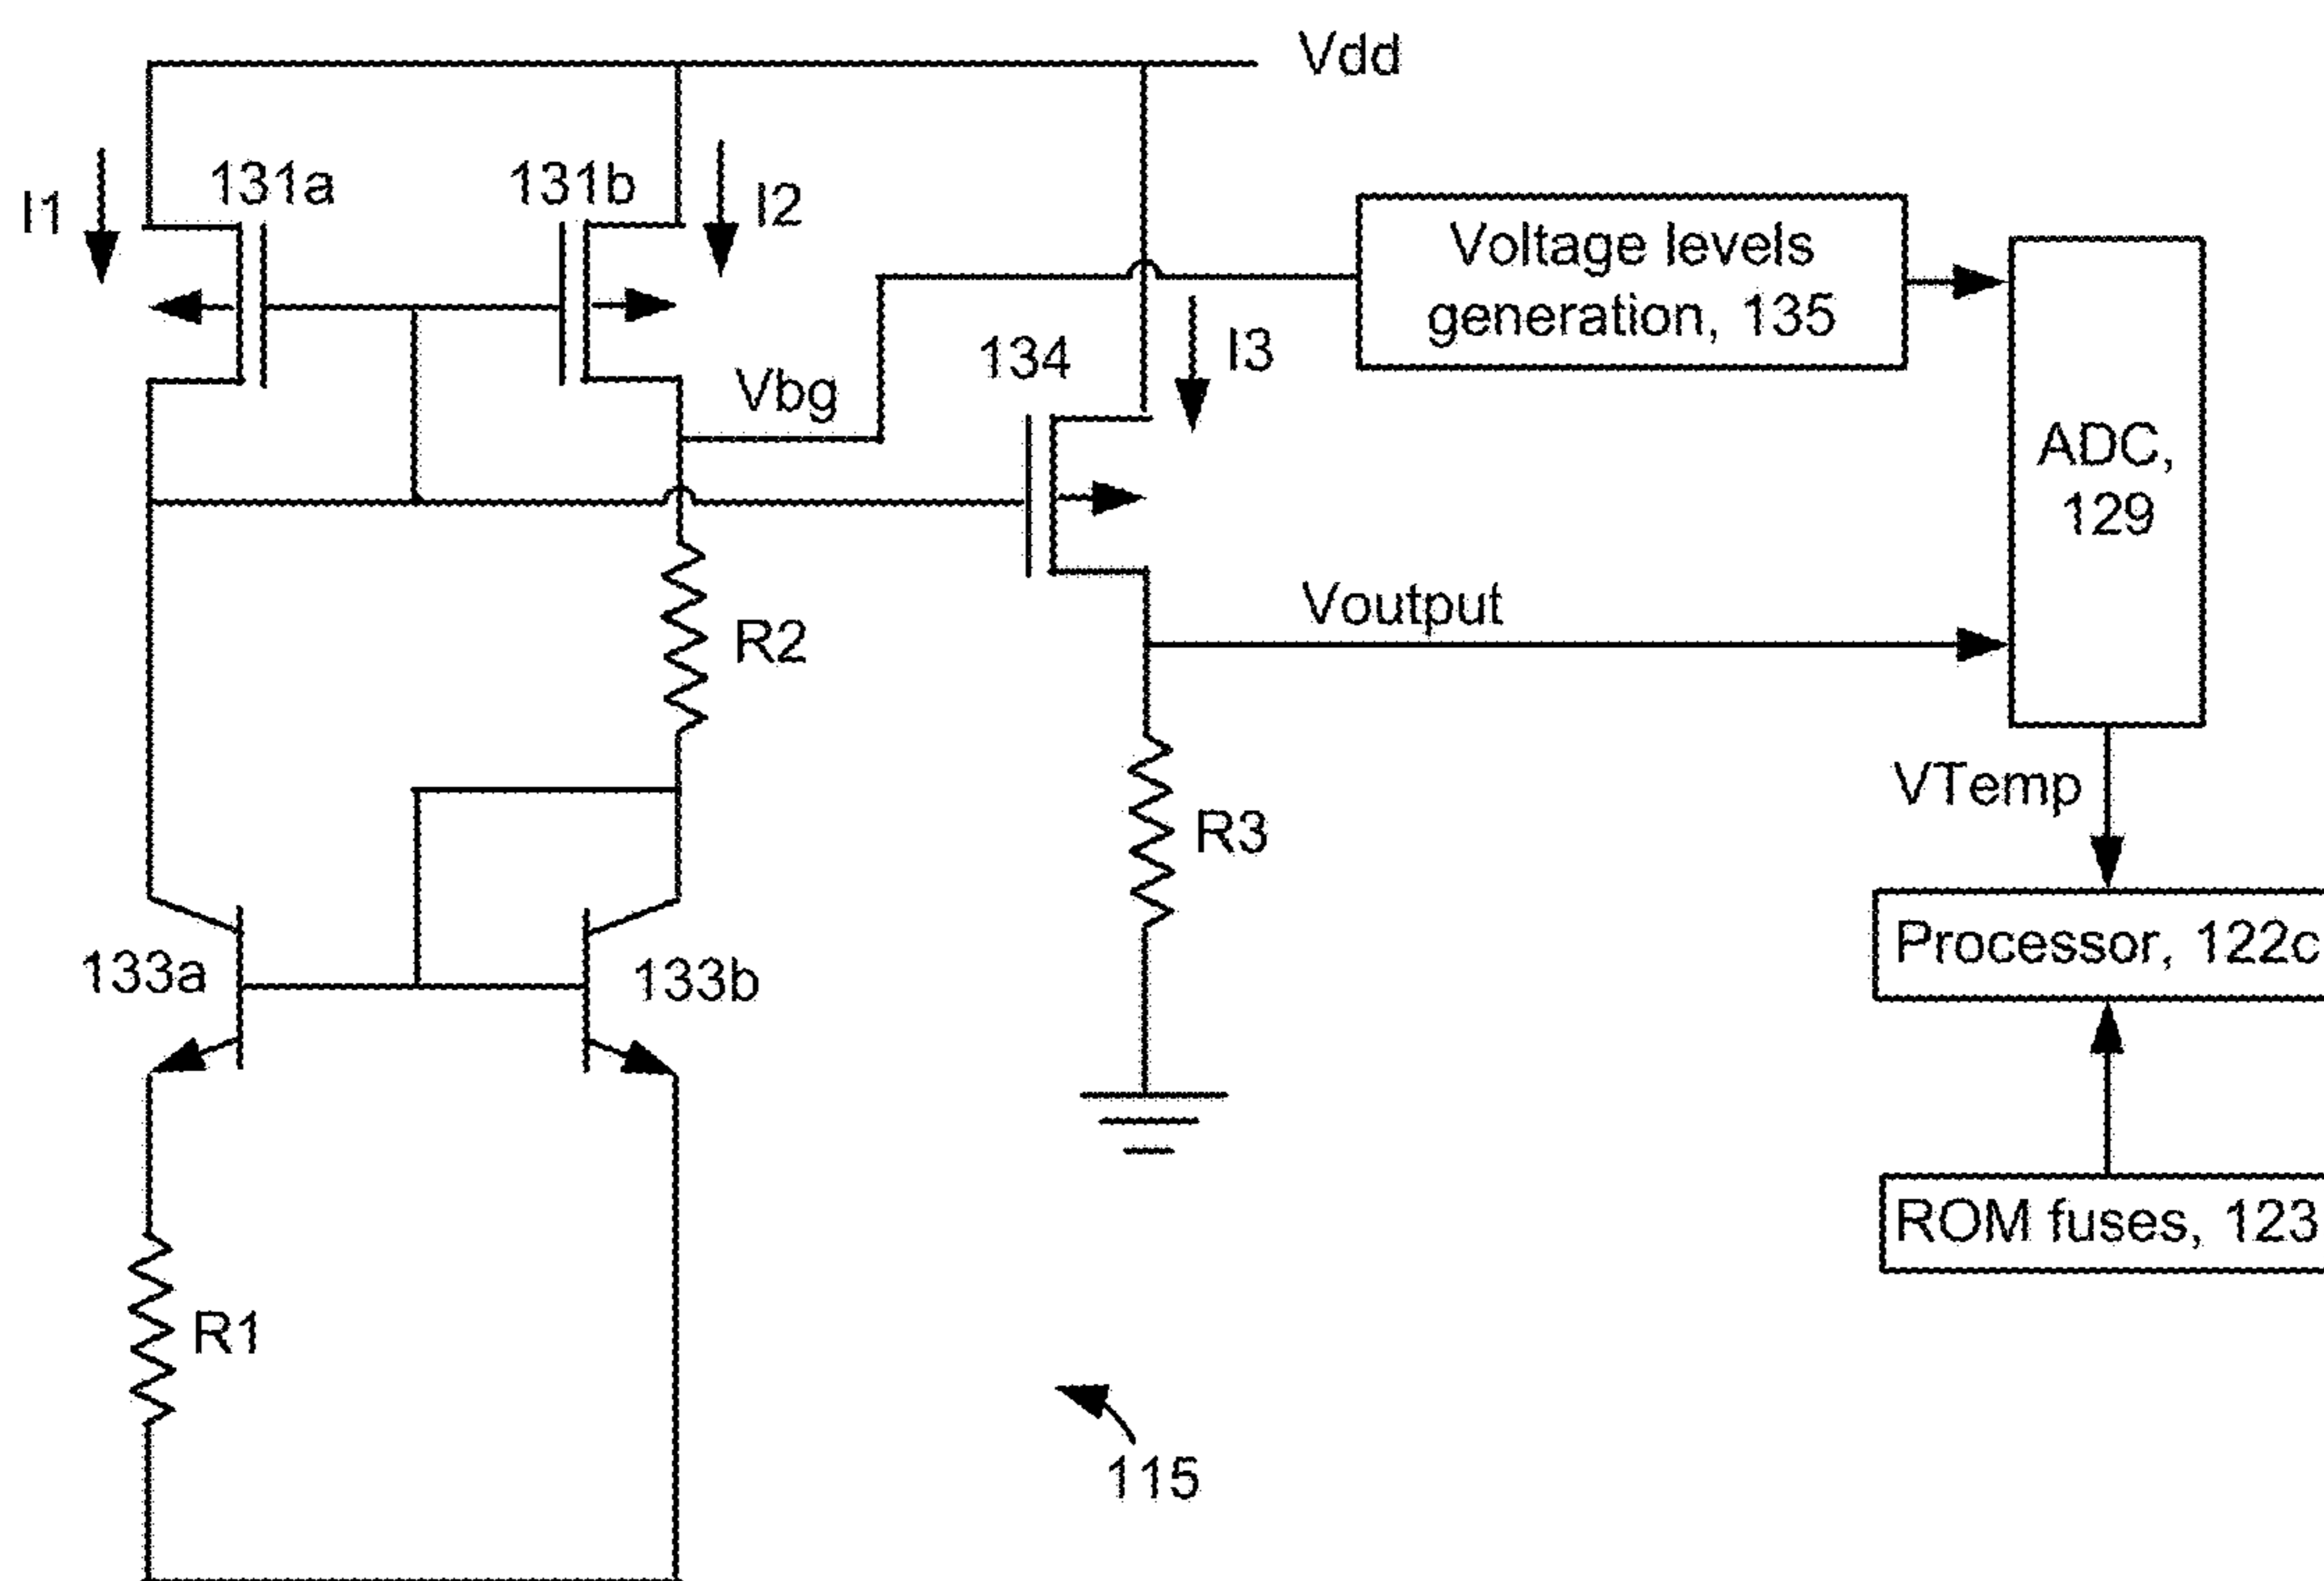 Vdd
I1
131a
131b
I2
Voltage levels
generation, 135
134
I3
Vbg
ADC,
129
Voutput
R2
VTemp
R3
Processor, 122c
133a
133b
ROM fuses, 123
R1
115